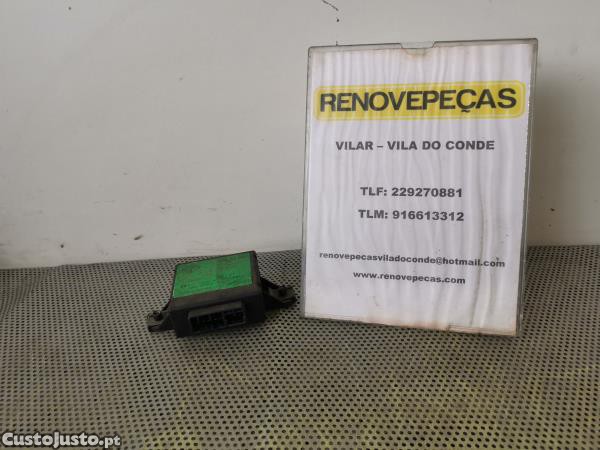 RENOVEPEÇAS
VILAR – VILA DO CONDE
TLF: 229270881
TLM: 916613312
renovepecasviladoconde@hotmail.com
www.renovepecas.com
CustoJusto.pt